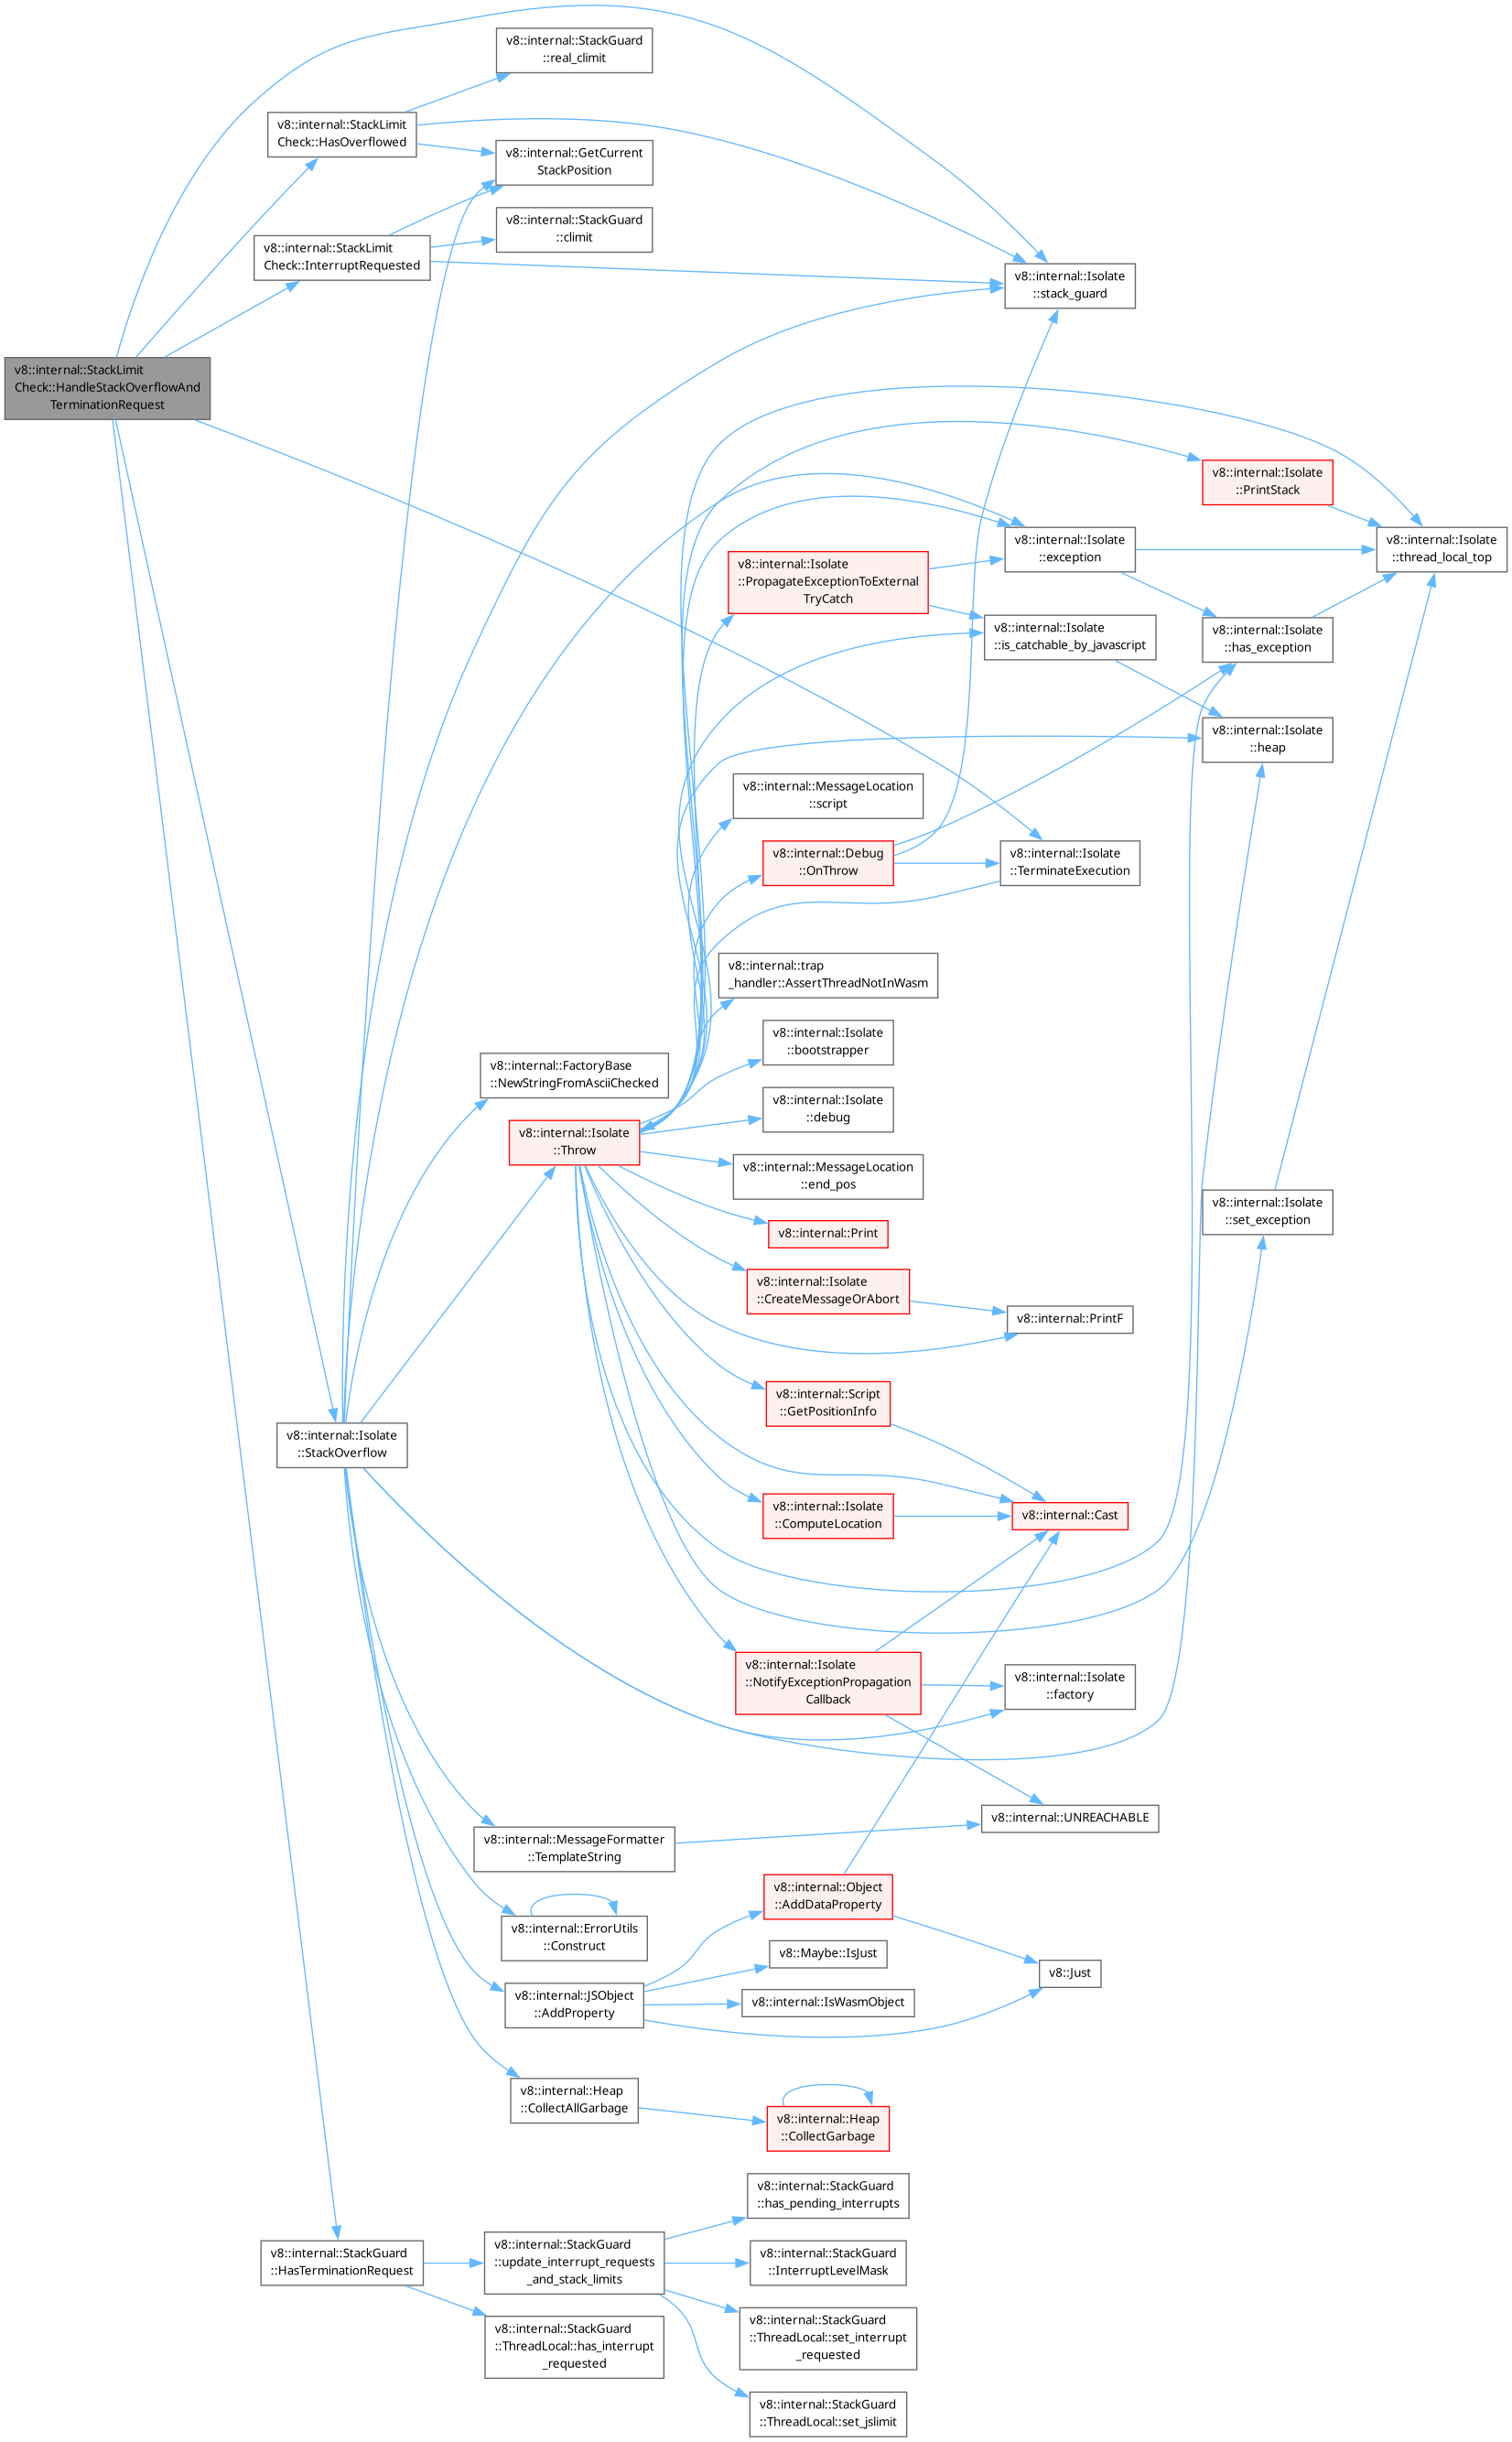 v8::internal::StackLimit
Check::HandleStackOverflowAnd
TerminationRequest
v8::internal::StackLimit
Check::HasOverflowed
v8::internal::StackLimit
Check::InterruptRequested
v8::internal::StackGuard
::real_climit
v8::internal::GetCurrent
StackPosition
v8::internal::StackGuard
::climit
v8::internal::Isolate
::stack_guard
v8::internal::Isolate
::PrintStack
v8::internal::Isolate
::exception
v8::internal::Isolate
::thread_local_top
v8::internal::Isolate
::PropagateExceptionToExternal
TryCatch
v8::internal::Isolate
::is_catchable_by_javascript
v8::internal::Isolate
::has_exception
v8::internal::Isolate
::heap
v8::internal::MessageLocation
::script
v8::internal::Debug
::OnThrow
v8::internal::Isolate
::TerminateExecution
v8::internal::trap
_handler::AssertThreadNotInWasm
v8::internal::Isolate
::bootstrapper
v8::internal::FactoryBase
::NewStringFromAsciiChecked
v8::internal::Isolate
::debug
v8::internal::Isolate
::Throw
v8::internal::MessageLocation
::end_pos
v8::internal::Isolate
::set_exception
v8::internal::Print
v8::internal::Isolate
::CreateMessageOrAbort
v8::internal::PrintF
v8::internal::Script
::GetPositionInfo
v8::internal::Isolate
::StackOverflow
v8::internal::Isolate
::ComputeLocation
v8::internal::Cast
v8::internal::Isolate
::NotifyExceptionPropagation
Callback
v8::internal::Isolate
::factory
v8::internal::UNREACHABLE
v8::internal::MessageFormatter
::TemplateString
v8::internal::Object
::AddDataProperty
v8::internal::ErrorUtils
::Construct
v8::Maybe::IsJust
v8::Just
v8::internal::JSObject
::AddProperty
v8::internal::IsWasmObject
v8::internal::Heap
::CollectAllGarbage
v8::internal::Heap
::CollectGarbage
v8::internal::StackGuard
::has_pending_interrupts
v8::internal::StackGuard
::HasTerminationRequest
v8::internal::StackGuard
::update_interrupt_requests
_and_stack_limits
v8::internal::StackGuard
::InterruptLevelMask
v8::internal::StackGuard
::ThreadLocal::has_interrupt
_requested
v8::internal::StackGuard
::ThreadLocal::set_interrupt
_requested
v8::internal::StackGuard
::ThreadLocal::set_jslimit